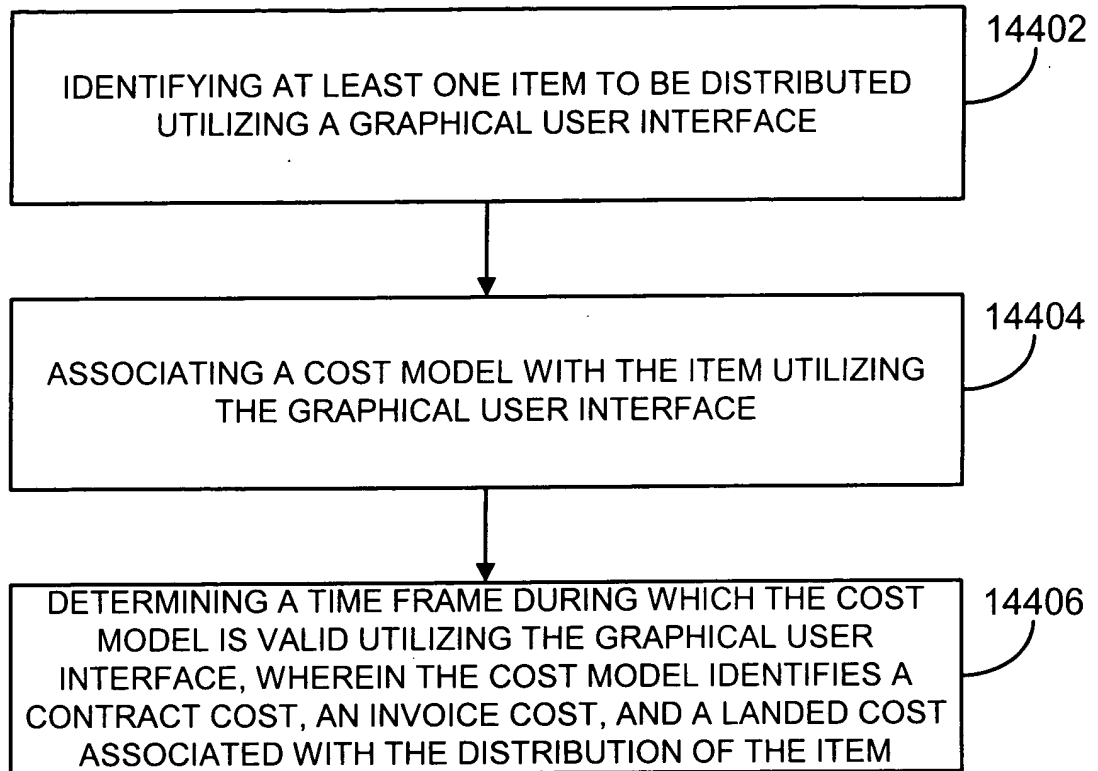 14402
IDENTIFYING AT LEAST ONE ITEM TO BE DISTRIBUTED
UTILIZING A GRAPHICAL USER INTERFACE
14404
ASSOCIATING A COST MODEL WITH THE ITEM UTILIZING
THE GRAPHICAL USER INTERFACE
14406
DETERMINING A TIME FRAME DURING WHICH THE COST
MODEL IS VALID UTILIZING THE GRAPHICAL USER
INTERFACE, WHEREIN THE COST MODEL IDENTIFIES A
CONTRACT COST, AN INVOICE COST, AND A LANDED COST
ASSOCIATED WITH THE DISTRIBUTION OF THE ITEM